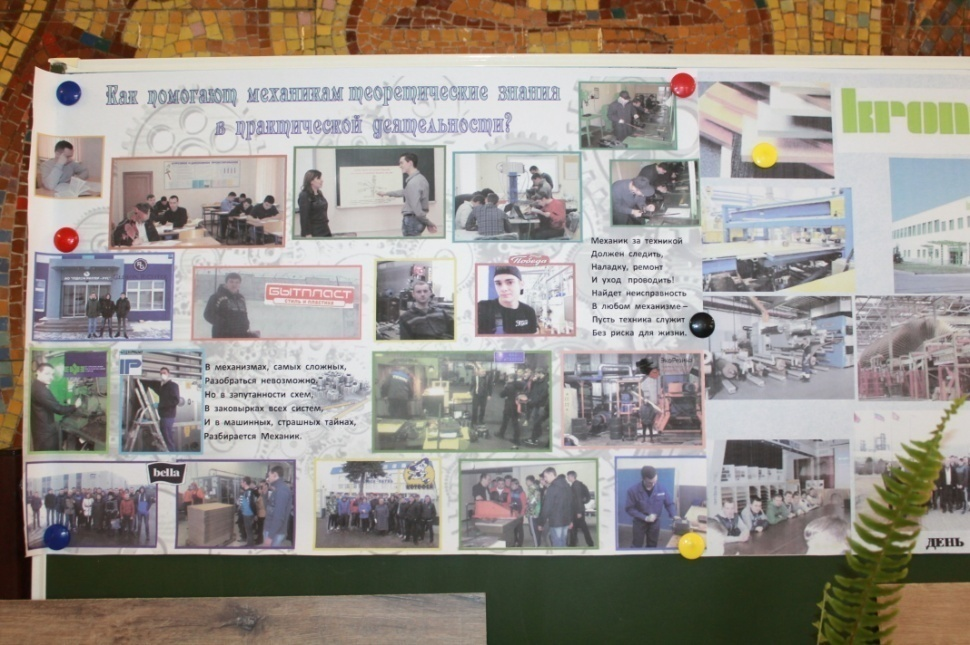 Как помогают механикам теоретические знания
в практической деятельности?
kron
Механик за техникой
Должен следить,
Наладку, ремонт
И уход проводить!
Найдет неисправность
В любом механизме –
Пусть техника служит
Без риска для жизни.
Победа
БЫТПЛАСТ
В механизмах, самых сложных,
Разобраться невозможно,
Но в запутанности схем,
В заковырках всех систем,
И в машинных, страшных тайнах,
Разбирается Механик.
bella
ДЕНЬ